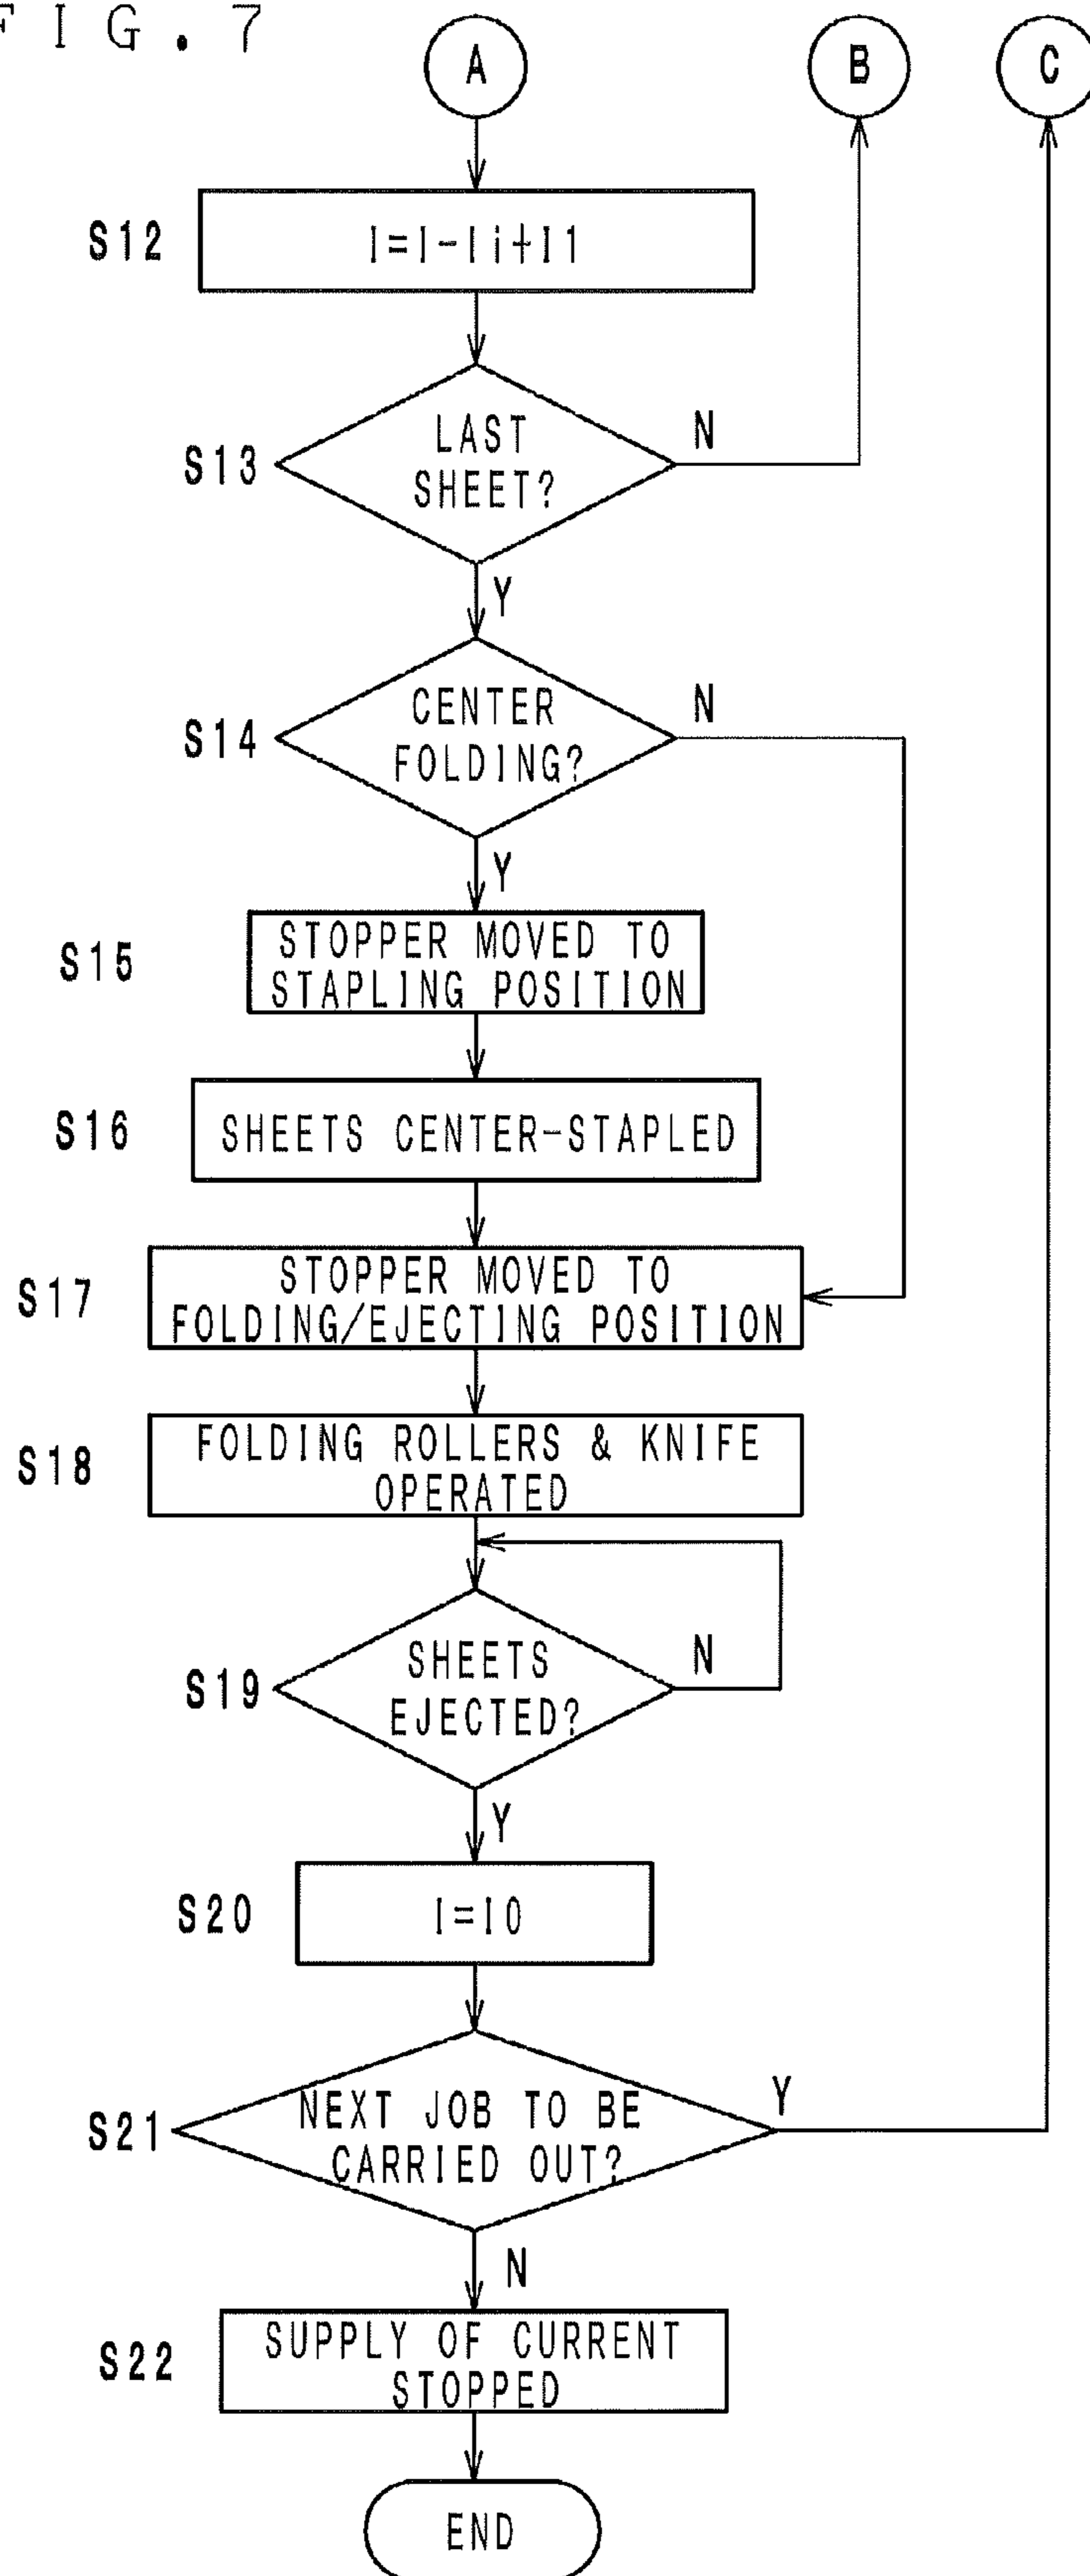 FIG. 7
A
B
C
S12
I=I-Ii+I1
S13
LAST
SHEET?
N
Y
S14
CENTER
FOLDING?
N
Y
S15
STOPPER MOVED TO
STAPLING POSITION
S16
SHEETS CENTER-STAPLED
S17
STOPPER MOVED TO
FOLDING/EJECTING POSITION
S18
FOLDING ROLLERS & KNIFE
OPERATED
S19
SHEETS
EJECTED?
N
Y
S20
I=I0
S21
NEXT JOB TO BE
CARRIED OUT?
Y
N
S22
SUPPLY OF CURRENT
STOPPED
END